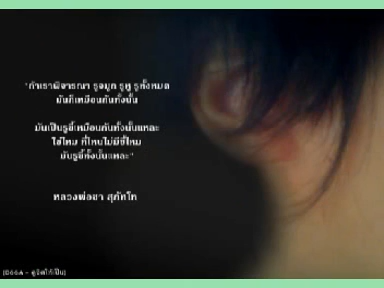 "ถ้าเราพิจารณา รูจมูก รูหู รูทั้งหมด
มันก็เหมือนกันทั้งนั้น
มันเป็นรูขี้เหมือนกันทั้งนั้นแหละ
ใช่ไหม ที่ไหนไม่มีขี้ไหม
มันรูขี้ทั้งนั้นแหละ"
หลวงพ่อชา สุภัทโท